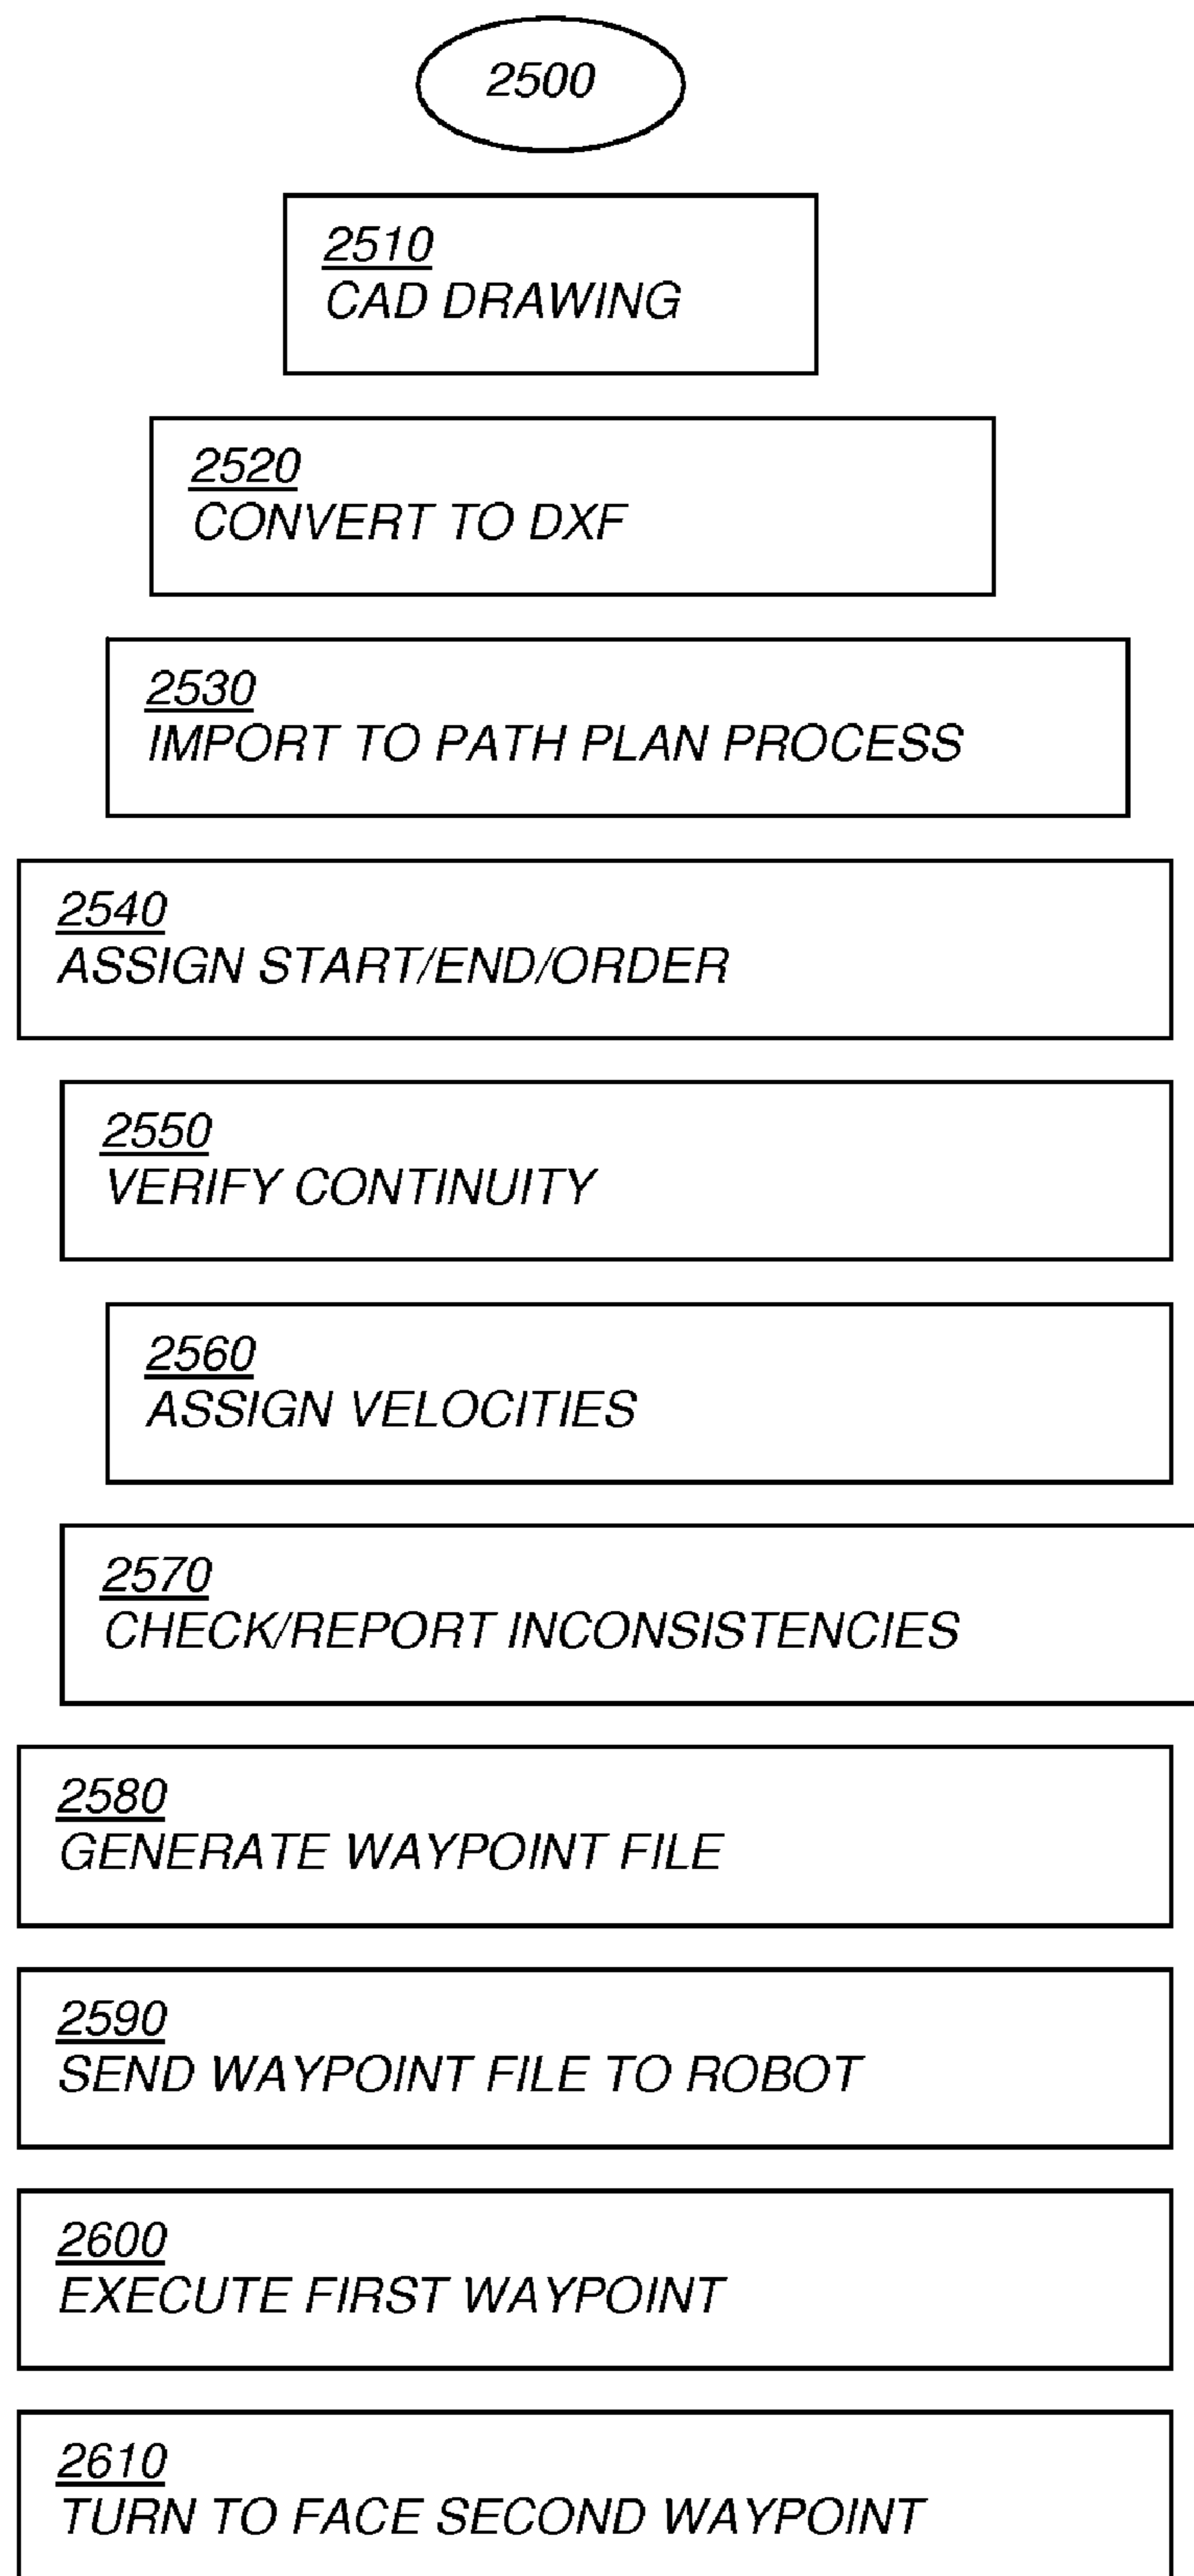 2500
2510
CAD DRAWING
2520
CONVERT TO DXF
2530
IMPORT TO PATH PLAN PROCESS
2540
ASSIGN START/END/ORDER
2550
VERIFY CONTINUITY
2560
ASSIGN VELOCITIES
2570
CHECK/REPORT INCONSISTENCIES
2580
GENERATE WAYPOINT FILE
2590
SEND WAYPOINT FILE TO ROBOT
2600
EXECUTE FIRST WAYPOINT
2610
TURN TO FACE SECOND WAYPOINT